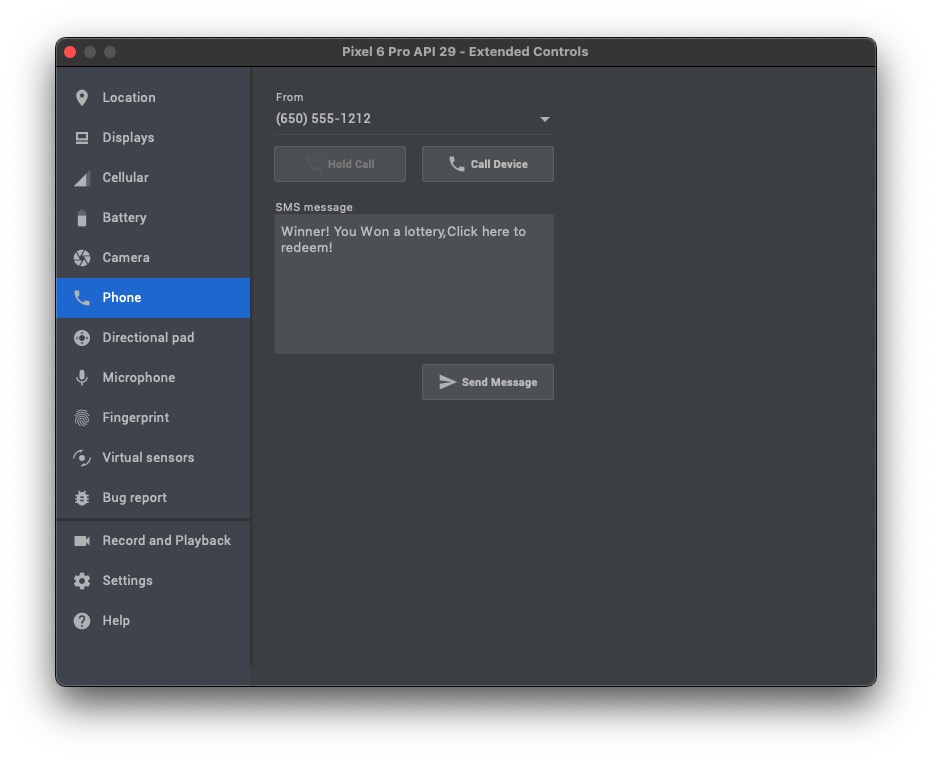 Pixel 6 Pro API 29 - Extended Controls
Location
Displays
Cellular
Battery
Camera
Phone
Directional pad
Microphone
Fingerprint
Virtual sensors
Bug report
Record and Playback
Settings
Help
From
(650) 555-1212
Hold Call
Call Device
SMS message
Winner! You Won a lottery,Click here to
redeem!
Send Message